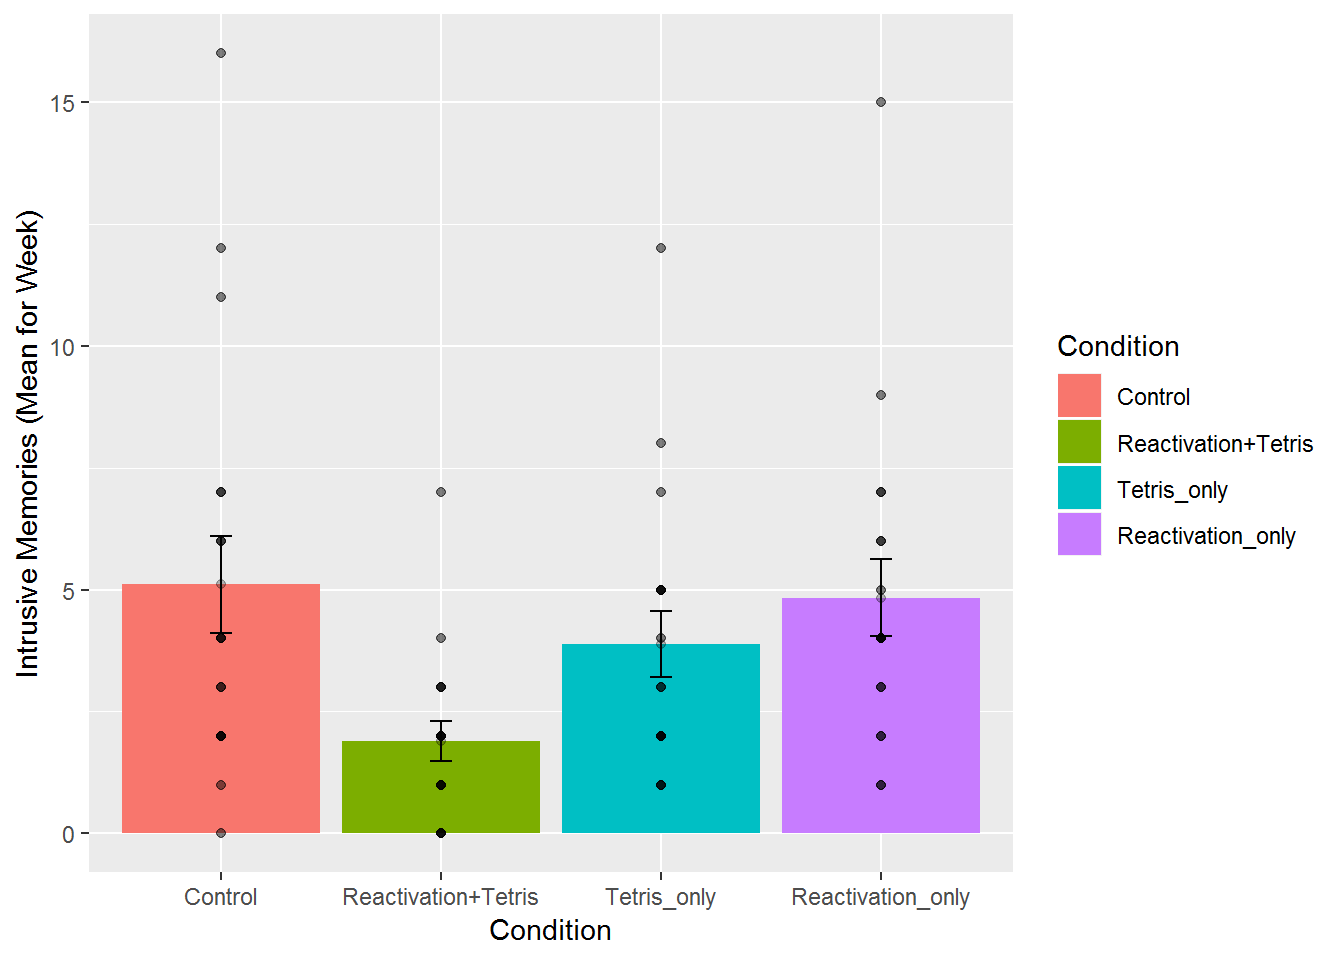 Intrusive Memories (Mean for Week)
15
10
5
0
Control
Reactivation+Tetris
Tetris_only
Reactivation_only
Condition
Condition
Control
Reactivation+Tetris
Tetris_only
Reactivation_only